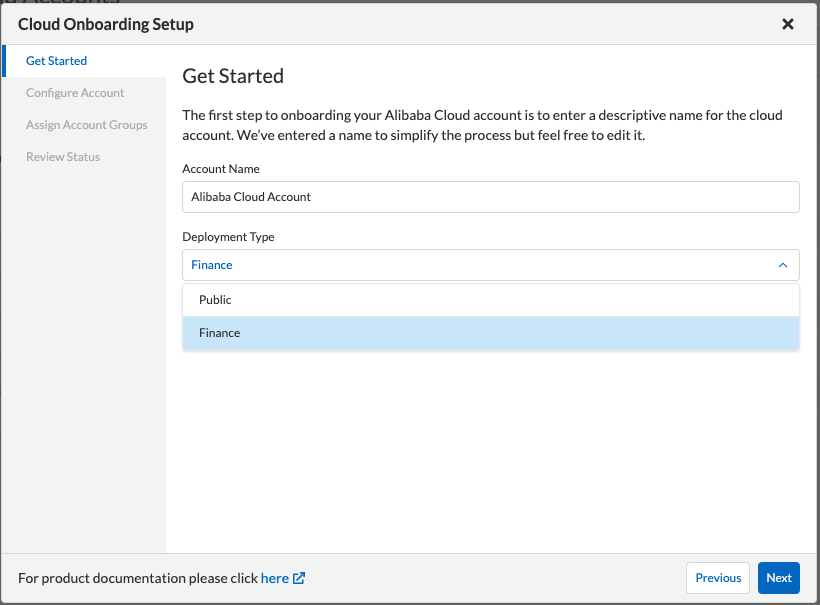 Cloud Onboarding Setup
Get Started
Configure Account
Assign Account Groups
Review Status
Get Started
The first step to onboarding your Alibaba Cloud account is to enter a descriptive name for the cloud
account. We’ve entered a name to simplify the process but feel free to edit it.
Account Name
Alibaba Cloud Account
Deployment Type
Finance
Public
Finance
For product documentation please click here
Previous
Next